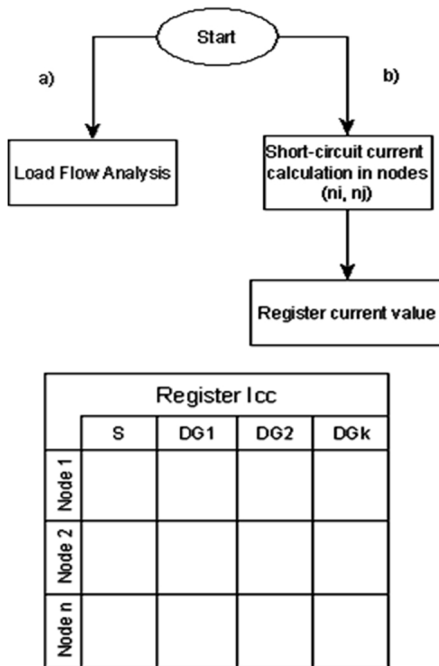 Start
a)
b)
Load Flow Analysis
Short-circuit current
calculation in nodes
(ni, nj)
Register current value
Register Icc
S DG1 DG2 DGk
Node 1
Node 2
Node n